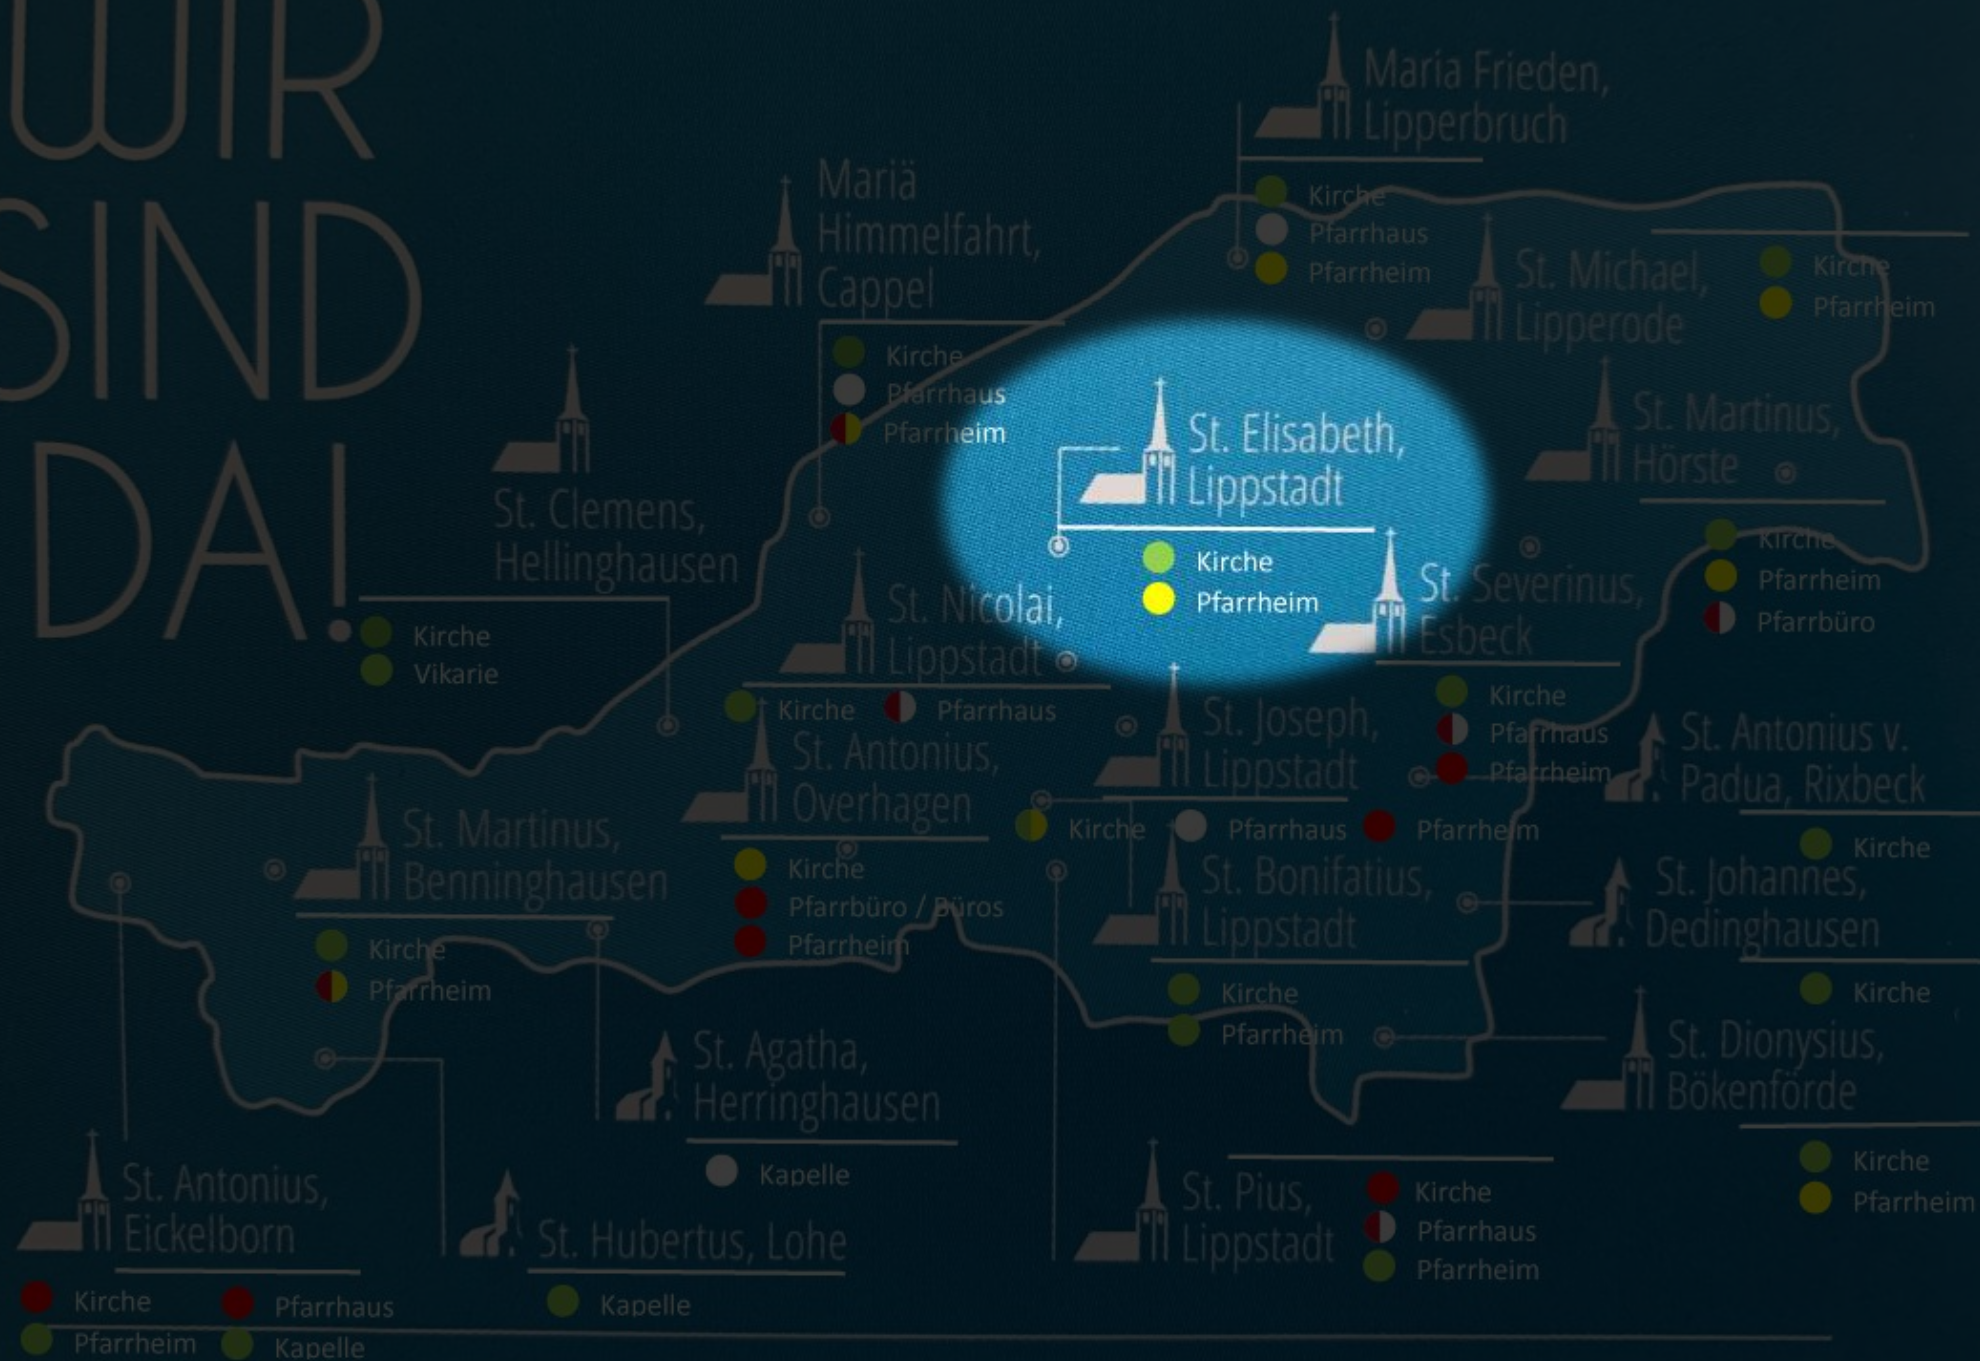 WIR
SIND
DA!
Maria Frieden,
Lipperbruch
Kirche
Pfarrhaus
Pfarrheim
Mariä
Himmelfahrt,
Cappel
Kirche
Pfarrhaus
Pfarrheim
St. Michael,
Lipperode
Kirche
Pfarrheim
St. Clemens,
Hellinghausen
Kirche
Vikarie
St. Elisabeth,
Lippstadt
Kirche
Pfarrheim
St. Martinus,
Hörste
Kirche
Pfarrheim
Pfarrbüro
St. Nicolai,
Lippstadt
Kirche Pfarrhaus
St. Severinus,
Esbeck
Kirche
Pfarrhaus
Pfarrheim
St. Antonius,
Overhagen
Kirche
Pfarrbüro / Büros
Pfarrheim
St. Joseph,
Lippstadt
Kirche Pfarrhaus Pfarrheim
St. Antonius v.
Padua, Rixbeck
Kirche
St. Martinus,
Benninghausen
Kirche
Pfarrheim
St. Bonifatius,
Lippstadt
Kirche
Pfarrheim
St. Johannes,
Dedinghausen
Kirche
St. Agatha,
Herringhausen
Kapelle
St. Dionysius,
Bökenförde
Kirche
Pfarrheim
St. Antonius,
Eickelborn
Kirche Pfarrhaus
Pfarrheim Kapelle
St. Hubertus, Lohe
Kapelle
St. Pius,
Lippstadt
Kirche
Pfarrhaus
Pfarrheim